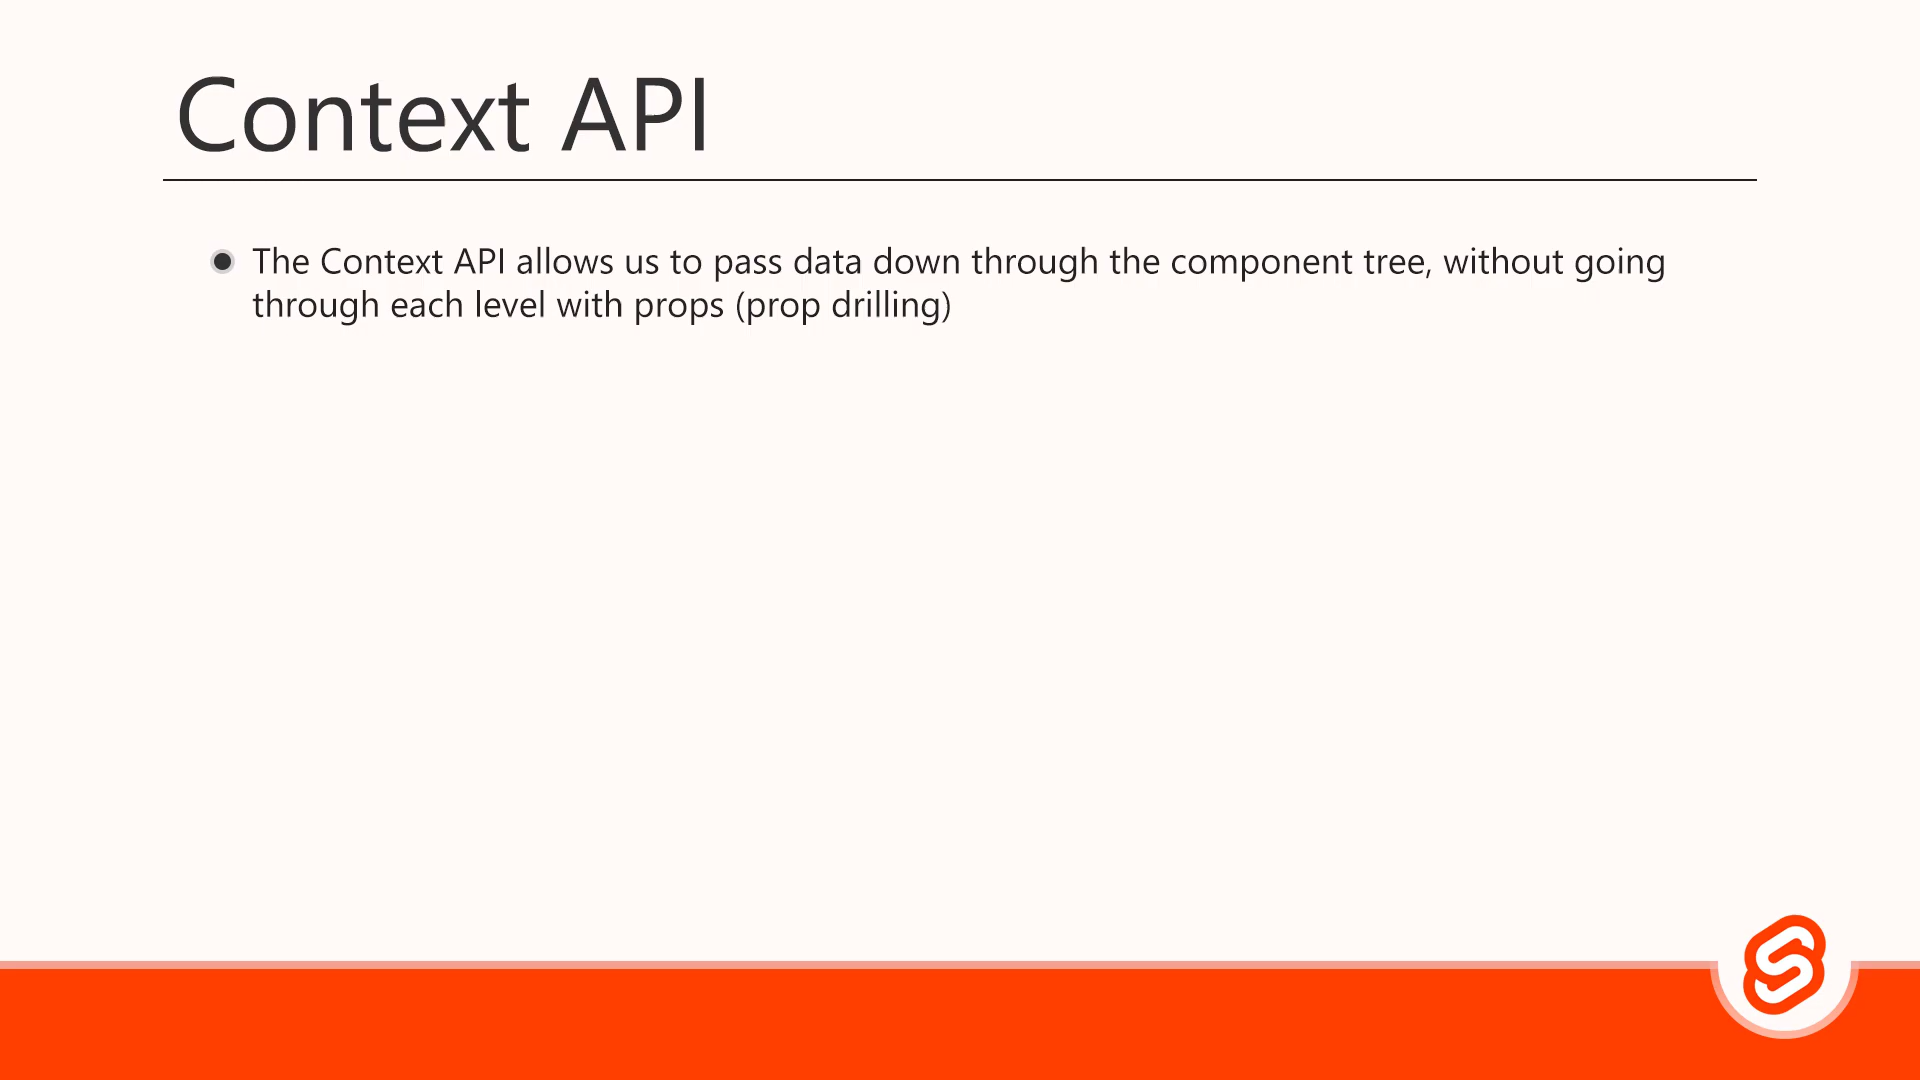 Context API
The Context API allows us to pass data down through the component tree, without going
through each level with props (prop drilling)